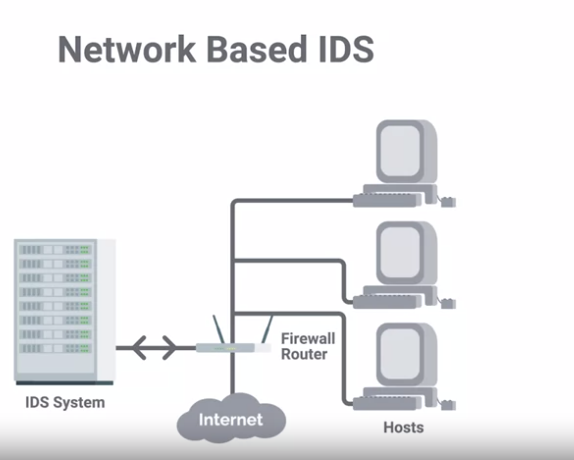 Network Based IDS
Firewall
Router
IDS System
Internet
Hosts